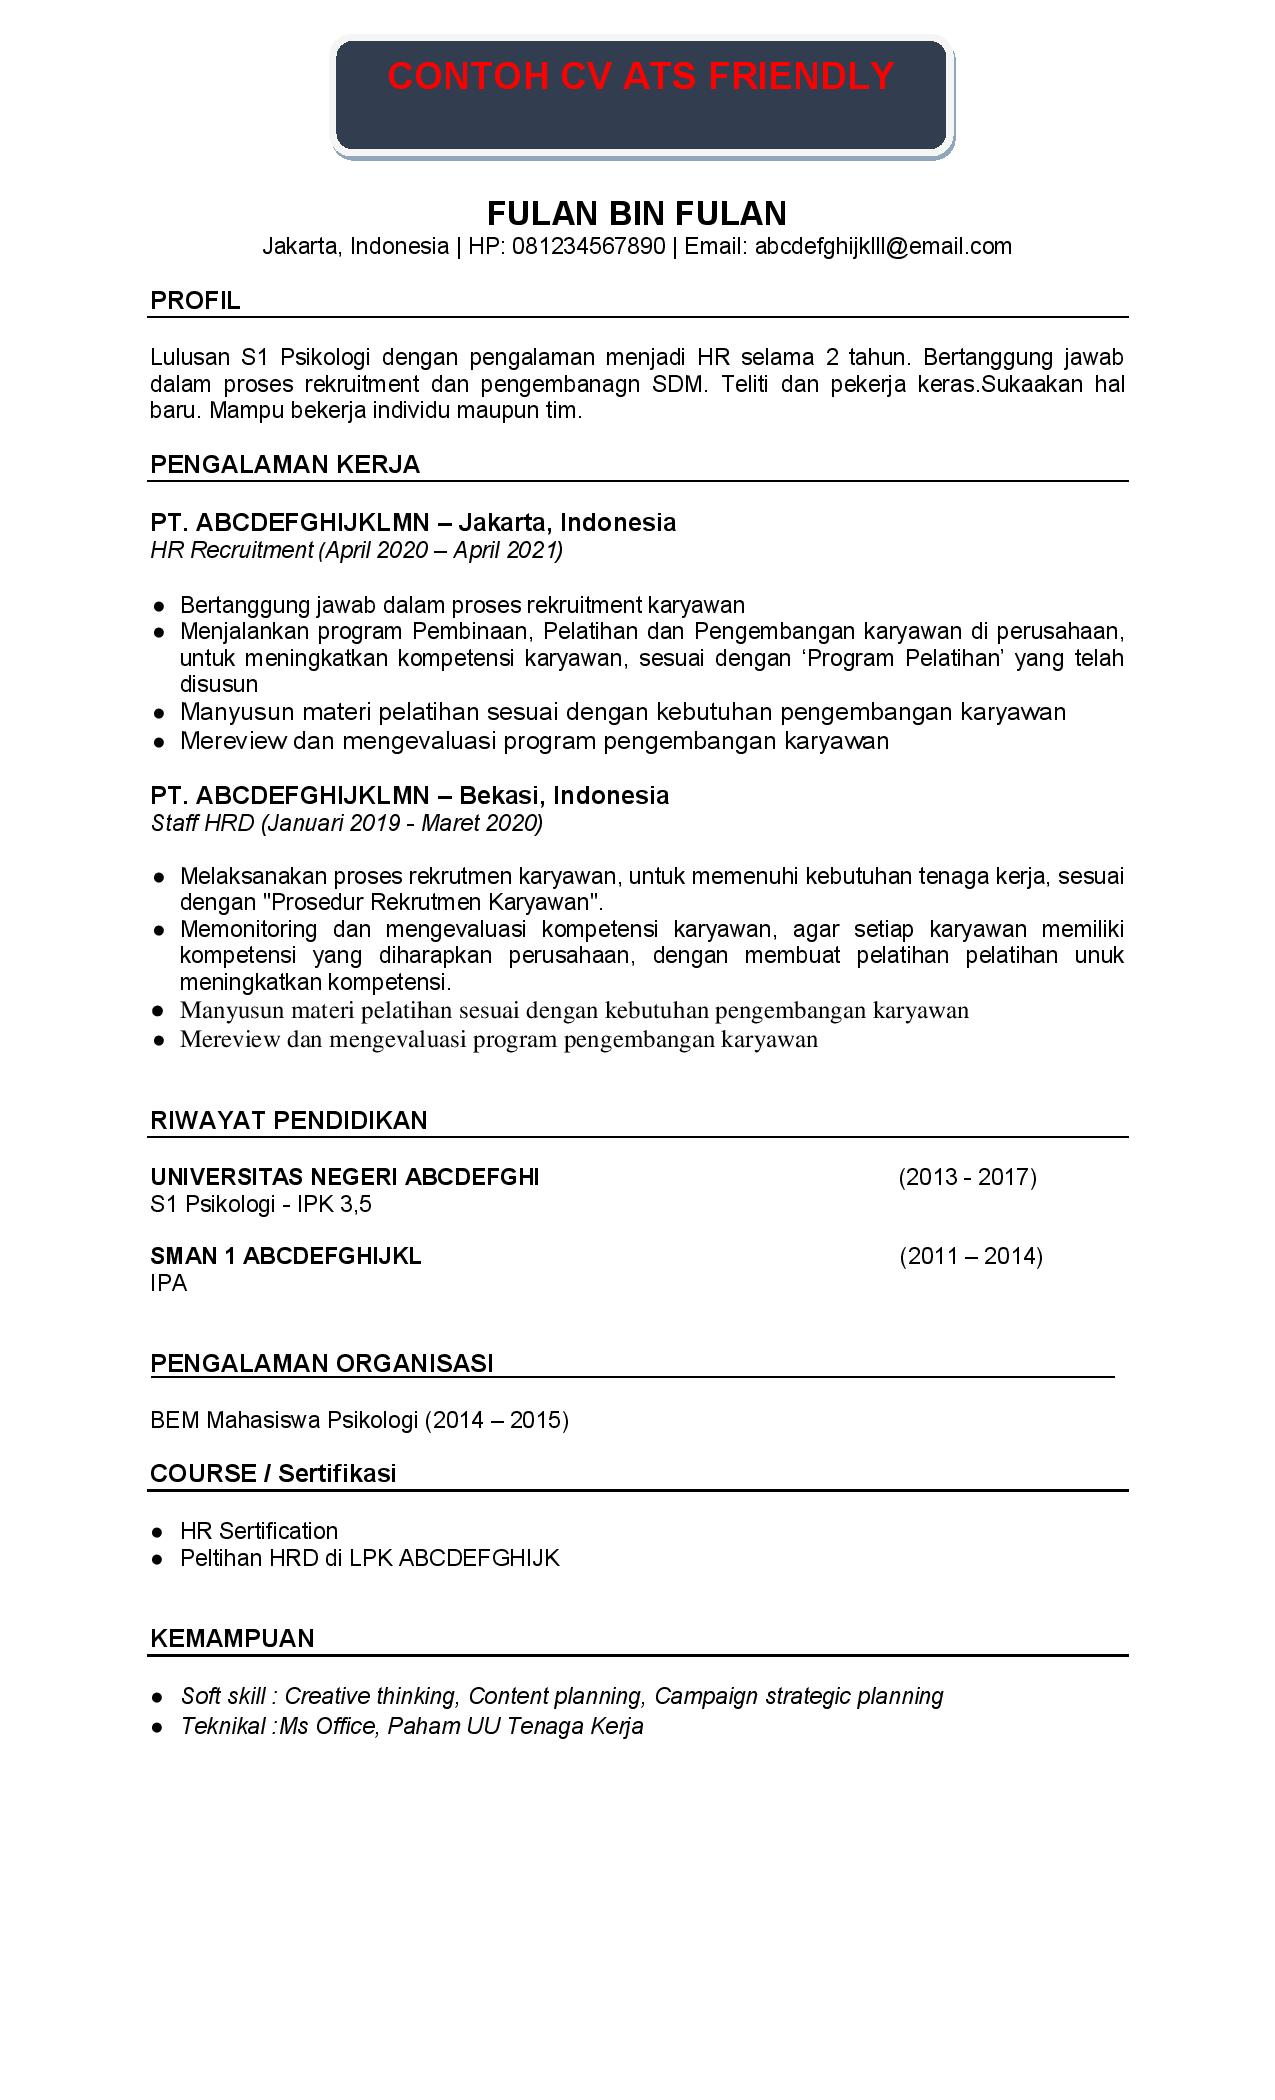 CONTOH CV ATS FRIENDLY
FULAN BIN FULAN
Jakarta, Indonesia | HP: 081234567890 | Email: abcdefghijklll@email.com
PROFIL
Lulusan S1 Psikologi dengan pengalaman menjadi HR selama 2 tahun. Bertanggung jawab
dalam proses rekruitment dan pengembanagn SDM. Teliti dan pekerja keras.Sukaakan hal
baru. Mampu bekerja individu maupun tim.
PENGALAMAN KERJA
PT. ABCDEFGHIJKLMN – Jakarta, Indonesia
HR Recruitment (April 2020 – April 2021)
● Bertanggung jawab dalam proses rekruitment karyawan
● Menjalankan program Pembinaan, Pelatihan dan Pengembangan karyawan di perusahaan,
untuk meningkatkan kompetensi karyawan, sesuai dengan ‘Program Pelatihan’ yang telah
disusun
● Manyusun materi pelatihan sesuai dengan kebutuhan pengembangan karyawan
● Mereview dan mengevaluasi program pengembangan karyawan
PT. ABCDEFGHIJKLMN – Bekasi, Indonesia
Staff HRD (Januari 2019 - Maret 2020)
● Melaksanakan proses rekrutmen karyawan, untuk memenuhi kebutuhan tenaga kerja, sesuai
dengan "Prosedur Rekrutmen Karyawan".
● Memonitoring dan mengevaluasi kompetensi karyawan, agar setiap karyawan memiliki
kompetensi yang diharapkan perusahaan, dengan membuat pelatihan pelatihan unuk
meningkatkan kompetensi.
● Manyusun materi pelatihan sesuai dengan kebutuhan pengembangan karyawan
● Mereview dan mengevaluasi program pengembangan karyawan
RIWAYAT PENDIDIKAN
UNIVERSITAS NEGERI ABCDEFGHI (2013 - 2017)
S1 Psikologi - IPK 3,5
SMAN 1 ABCDEFGHIJKL (2011 – 2014)
IPA
PENGALAMAN ORGANISASI
BEM Mahasiswa Psikologi (2014 – 2015)
COURSE / Sertifikasi
● HR Sertification
● Peltihan HRD di LPK ABCDEFGHIJK
KEMAMPUAN
● Soft skill : Creative thinking, Content planning, Campaign strategic planning
● Teknikal :Ms Office, Paham UU Tenaga Kerja